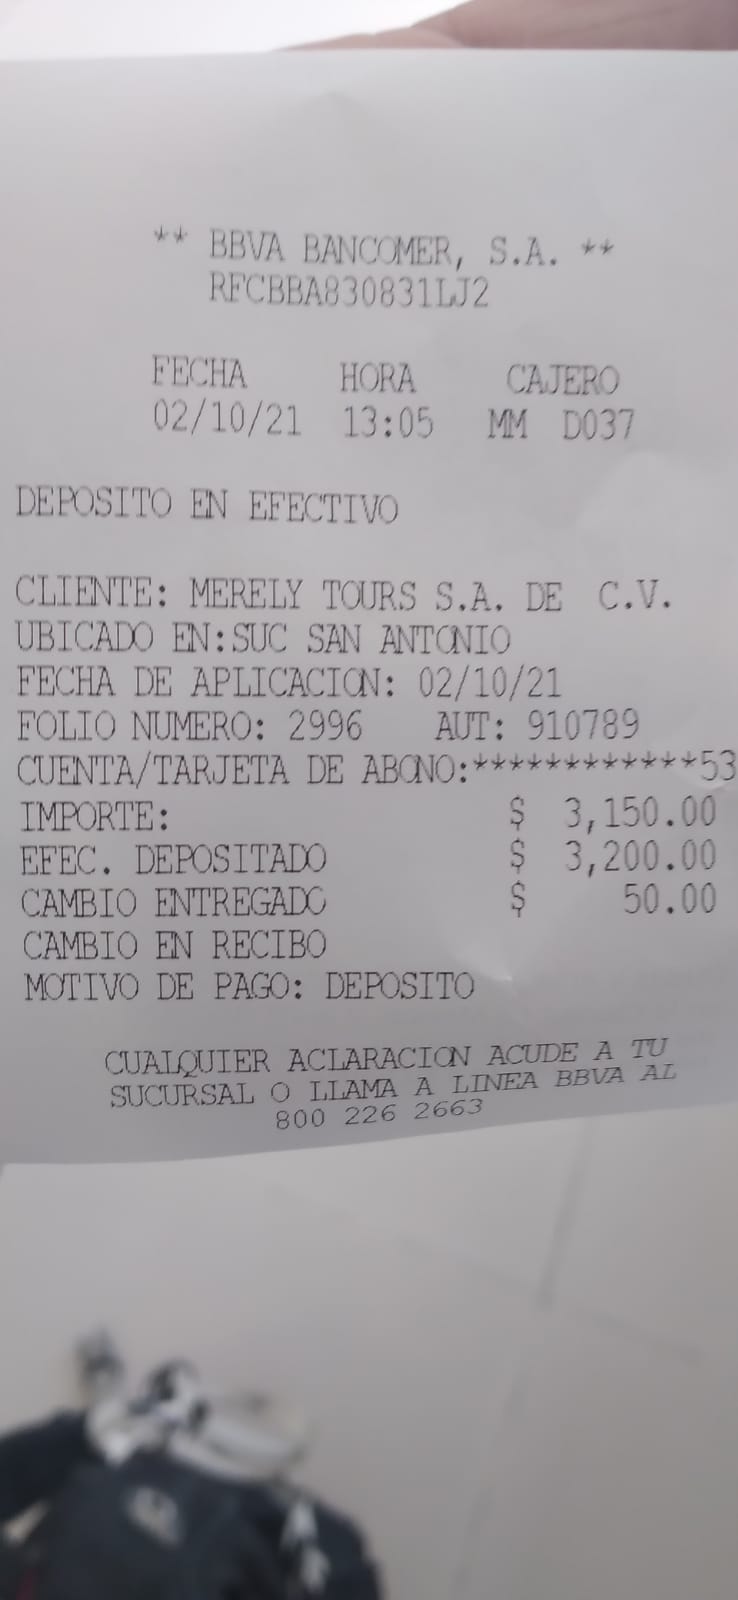 ** BBVA BANCOMER, S.A. **
RFCBBA830831LJ2
FECHA HORA CAJERO
02/10/21 13:05 MM D037
DEPOSITO EN EFECTIVO
CLIENTE: MERELY TOURS S.A. DE C.V.
UBICADO EN:SUC SAN ANTONIO
FECHA DE APLICACION: 02/10/21
FOLIO NUMERO: 2996 AUT: 910789
CUENTA/TARJETA DE ABONO:************53
IMPORTE: $ 3,150.00
EFEC. DEPOSITADO $ 3,200.00
CAMBIO ENTREGADO $ 50.00
CAMBIO EN RECIBO
MOTIVO DE PAGO: DEPOSITO
CUALQUIER ACLARACION ACUDE A TU
SUCURSAL O LLAMA A LINEA BBVA AL
800 226 2663